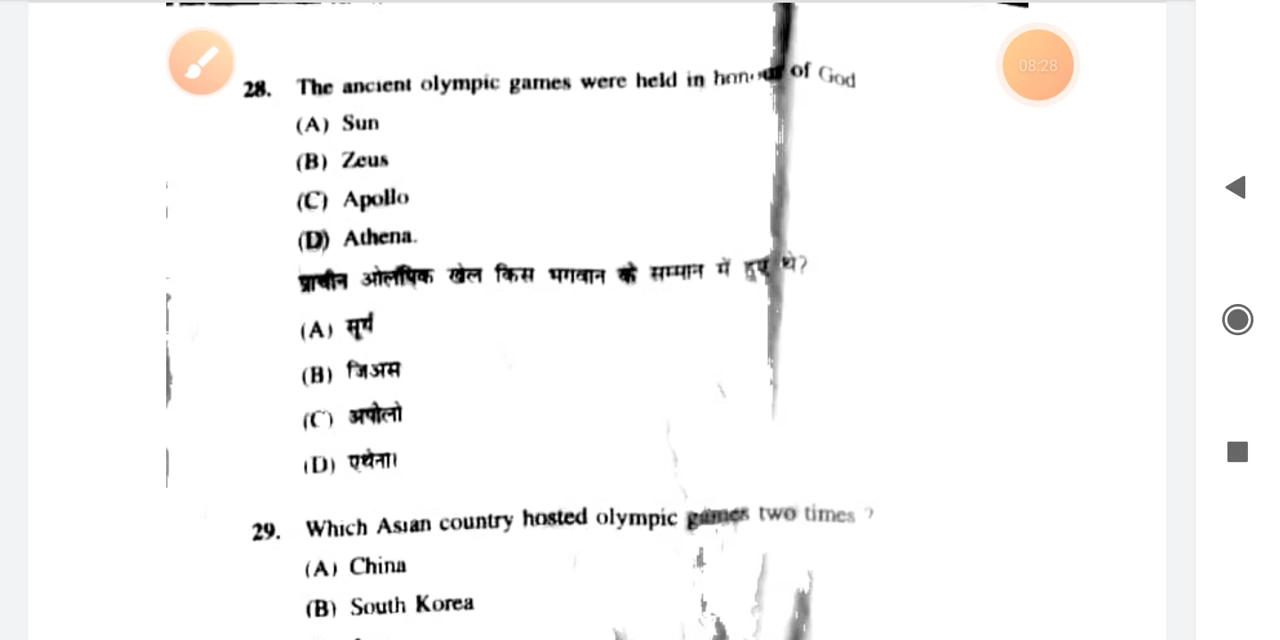 08:28
28. The ancient olympic games were held in honour of God
(A) Sun
(B) Zeus
(C) Apollo
(D) Athena.
प्राचीन ओलंपिक खेल किस भगवान के सम्मान में हुए थे?
(A) सूर्य
(B) जिअस
(C) अपोलो
(D) एथेना।
29. Which Asian country hosted olympic games two times ?
(A) China
(B) South Korea